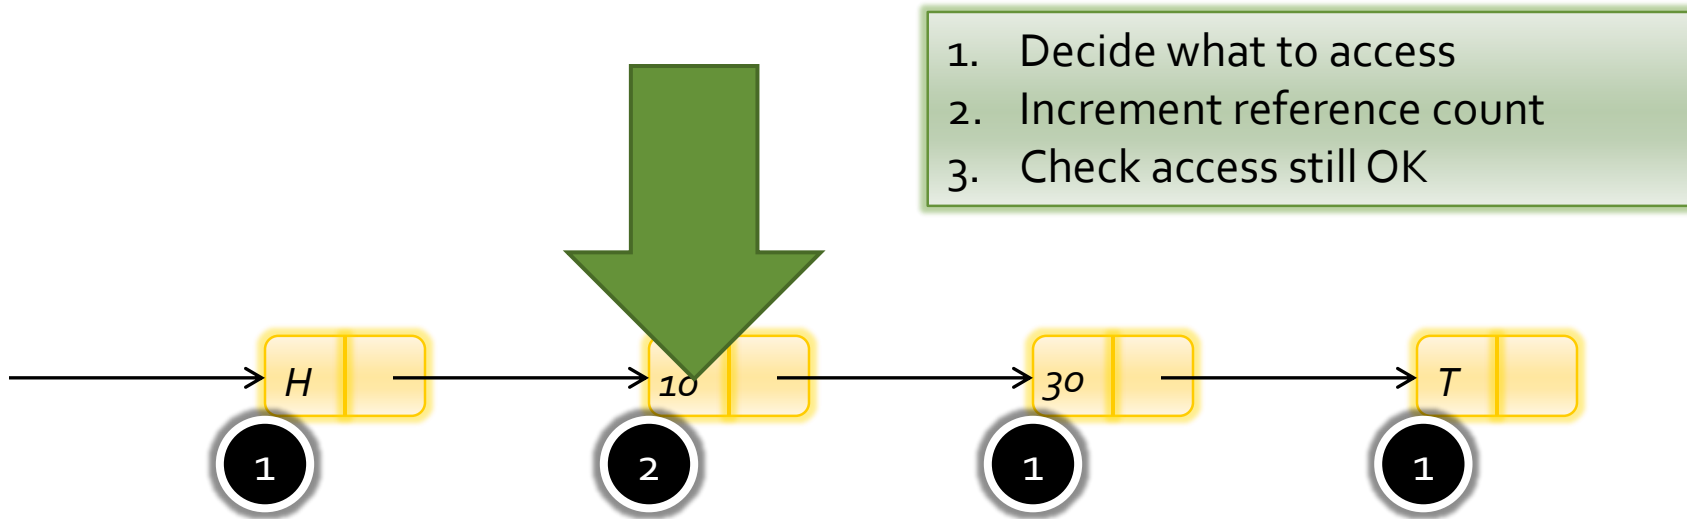 1. Decide what to access
2. Increment reference count
3. Check access still OK
H 10 30 T
1 2 1 1